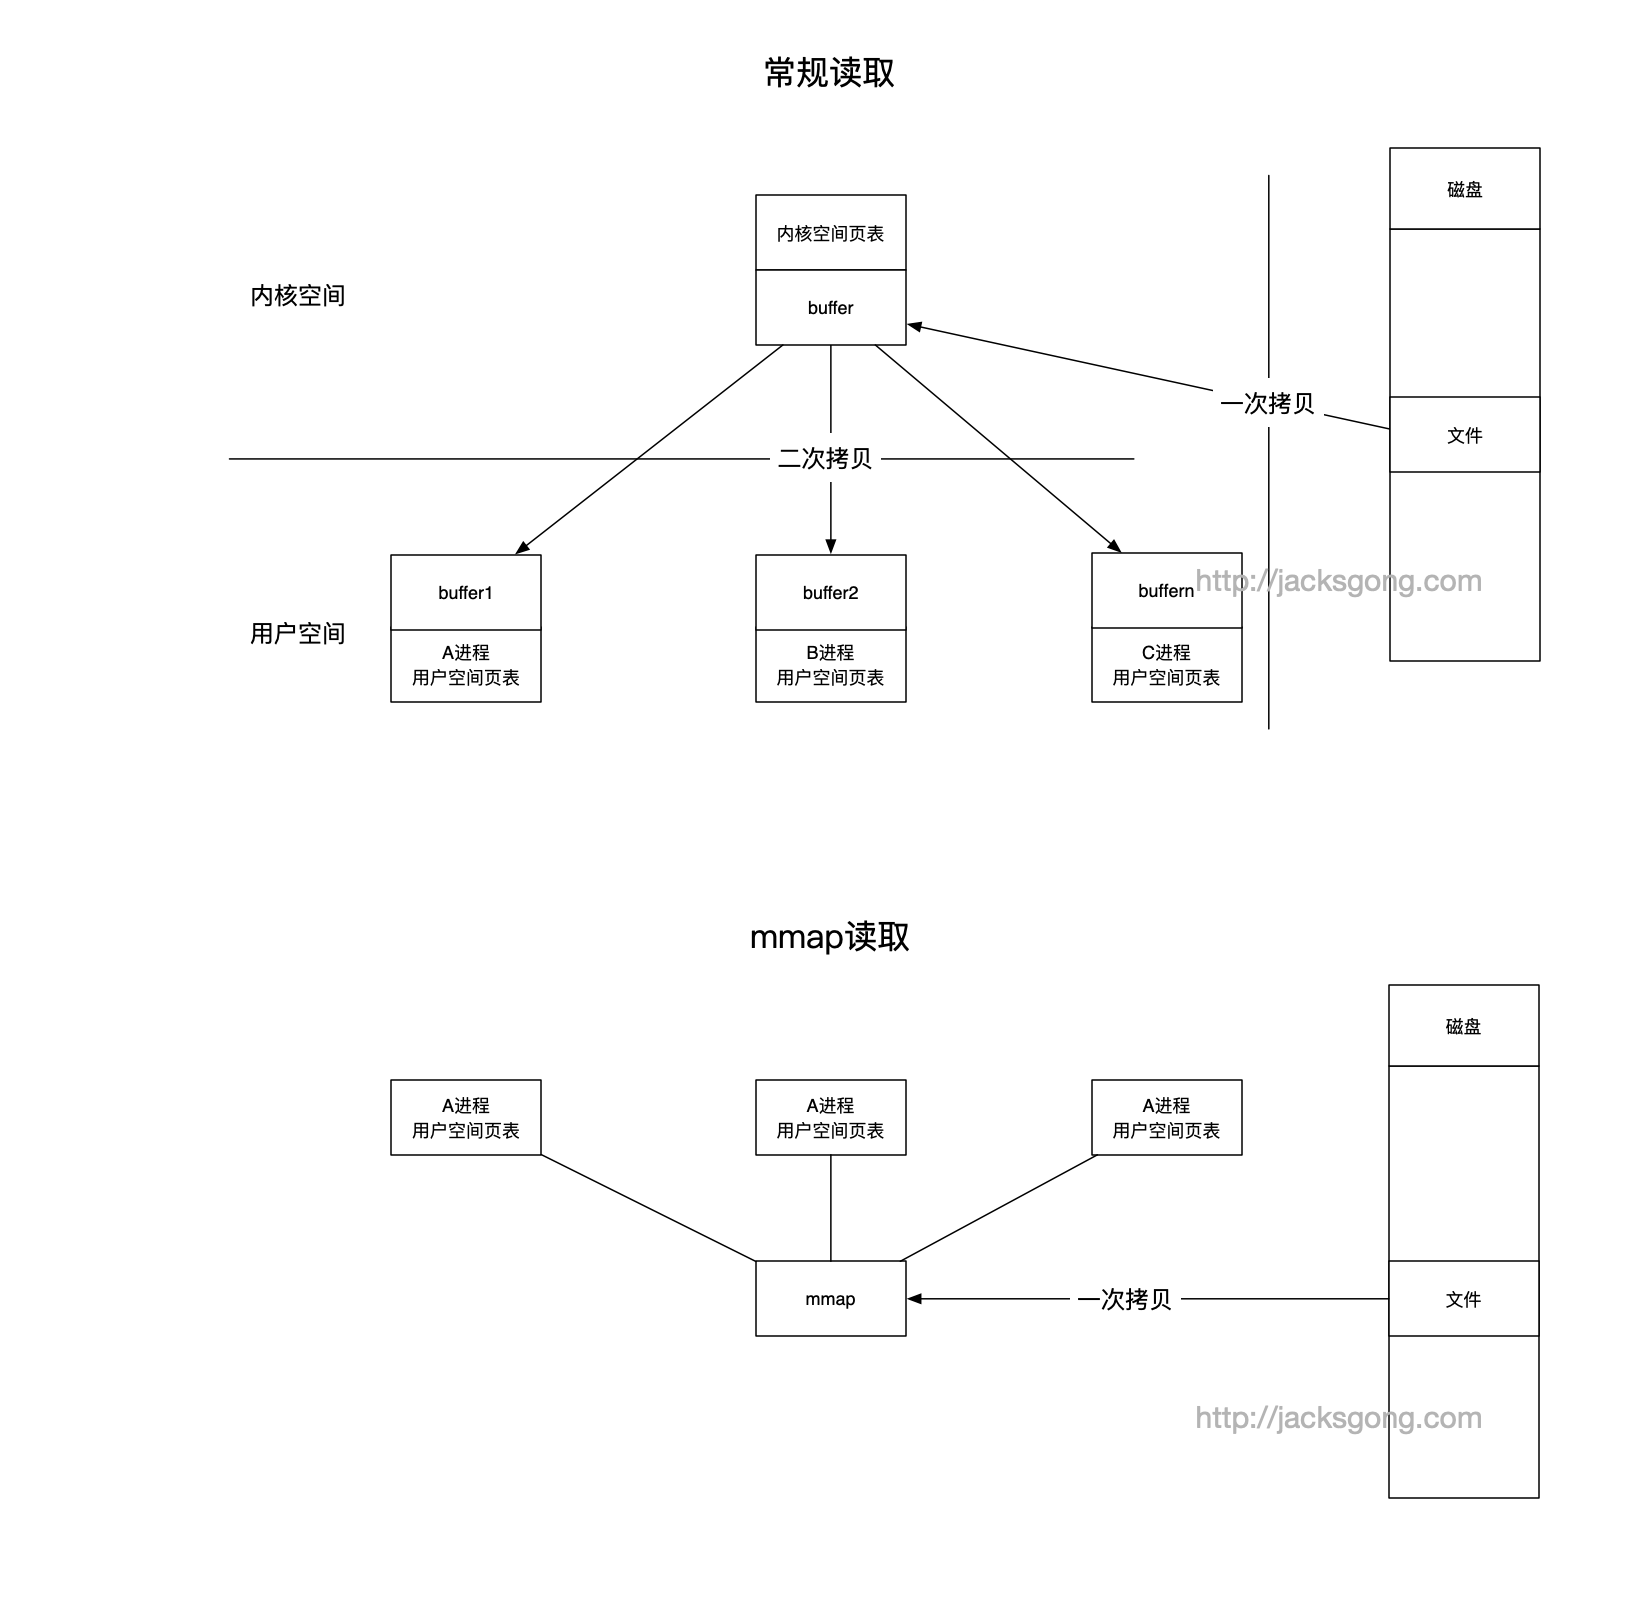 常规读取
磁盘
内核空间页表
内核空间
buffer
一次拷贝
文件
二次拷贝
http://jacksgong.com
buffer1
buffer2
buffern
用户空间
A进程
用户空间页表
B进程
用户空间页表
C进程
用户空间页表
mmap读取
磁盘
A进程
用户空间页表
A进程
用户空间页表
A进程
用户空间页表
mmap
一次拷贝
文件
http://jacksgong.com